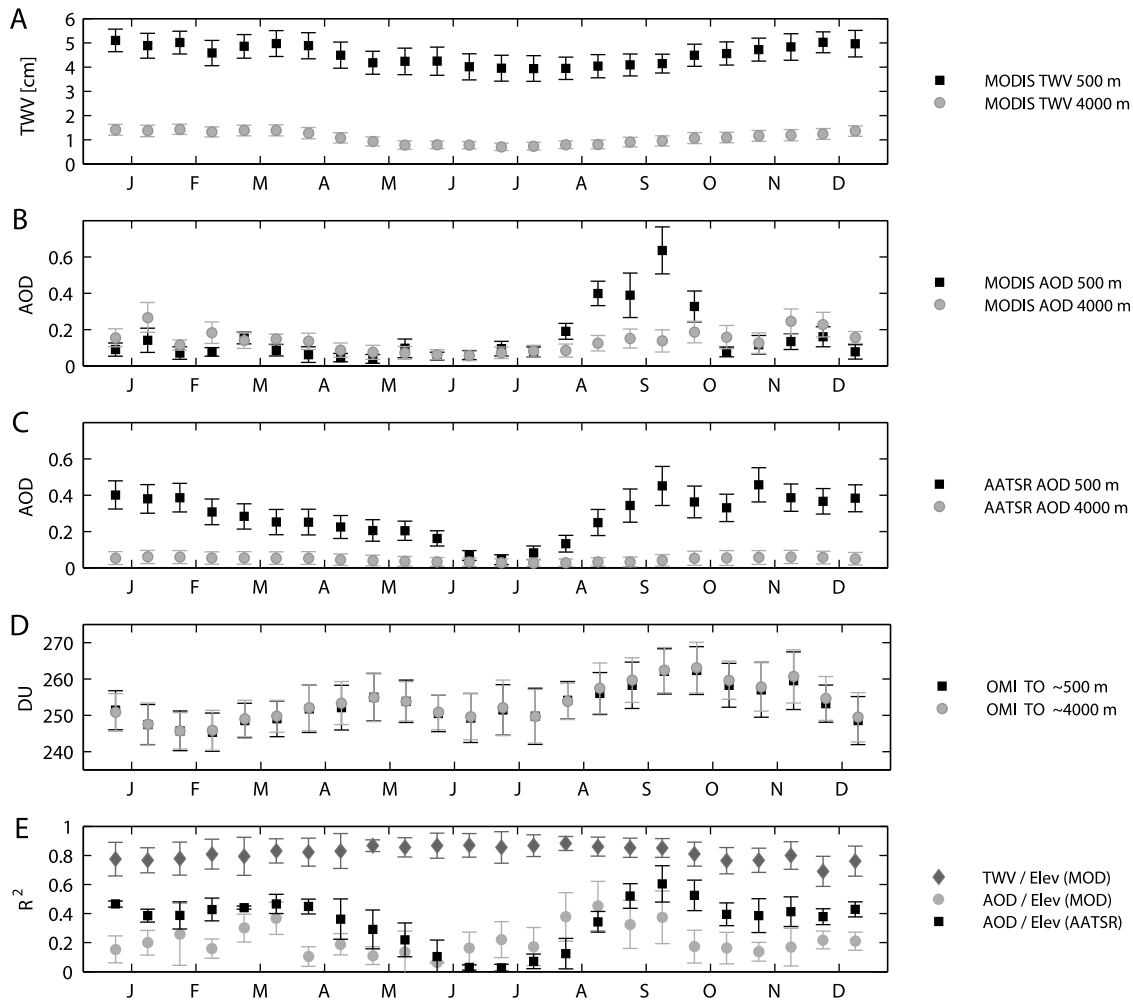 A
TWV [cm]
6
5
4
3
2
1
0
J F M A M J J A S O N D
MODIS TWV 500 m
MODIS TWV 4000 m
B
AOD
0.6
0.4
0.2
0
J F M A M J J A S O N D
MODIS AOD 500 m
MODIS AOD 4000 m
C
AOD
0.6
0.4
0.2
0
J F M A M J J A S O N D
AATSR AOD 500 m
AATSR AOD 4000 m
D
DU
270
260
250
240
J F M A M J J A S O N D
OMI TO ~500 m
OMI TO ~4000 m
E
R²
1
0.8
0.6
0.4
0.2
0
J F M A M J J A S O N D
TWV / Elev (MOD)
AOD / Elev (MOD)
AOD / Elev (AATSR)